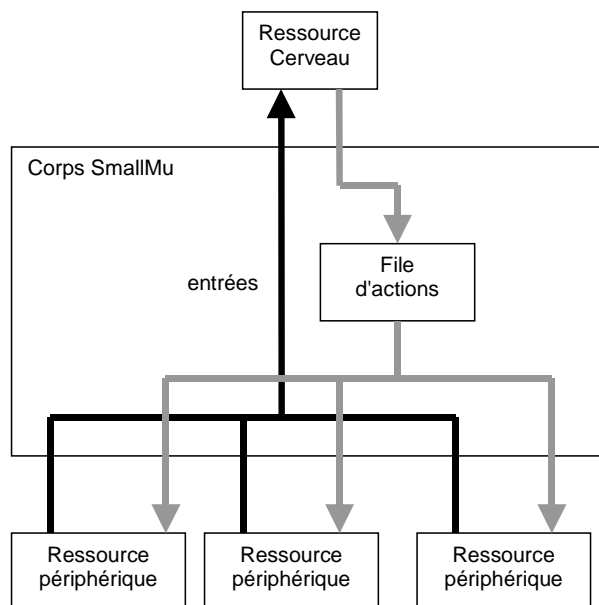 Ressource
Cerveau
Corps SmallMu
File
d'actions
entrées
Ressource
périphérique
Ressource
périphérique
Ressource
périphérique